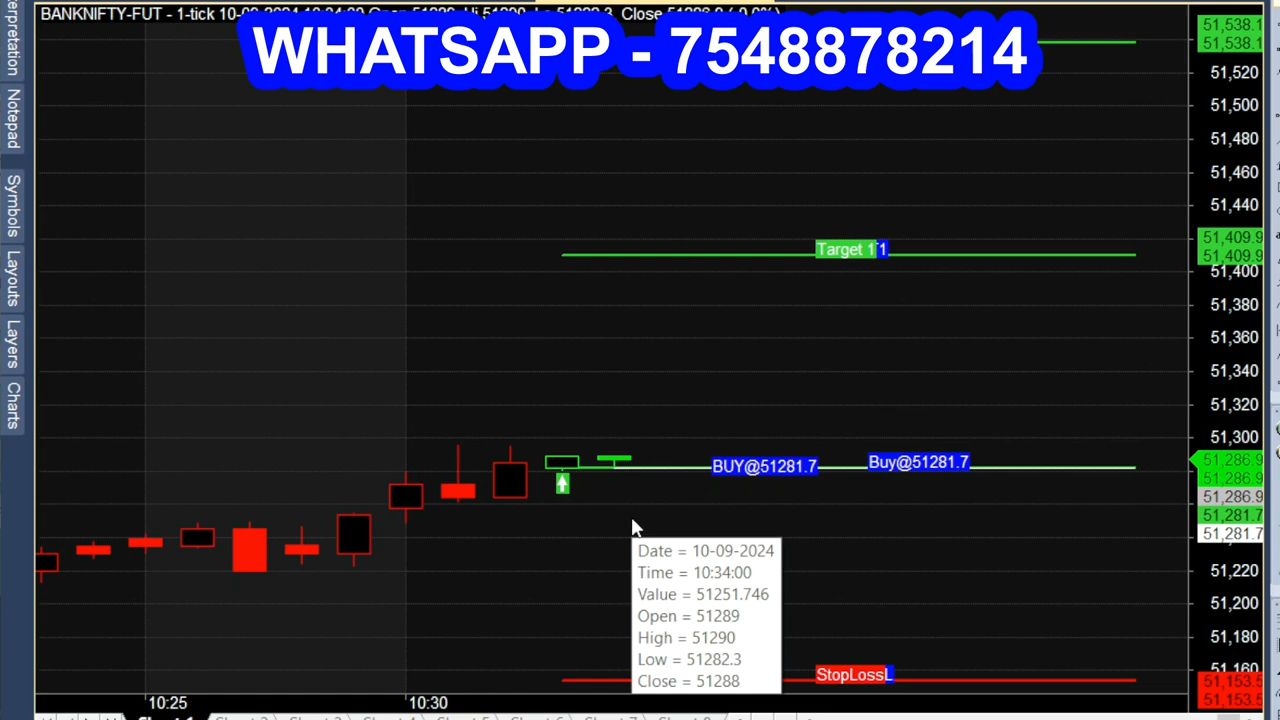 BANKNIFTY-FUT - 1-tick
WHATSAPP - 7548878214
Interpretation
Notepad
Symbols
Layouts
Layers
Charts
51,538.1
51,538.1
51,520
51,500
51,480
51,460
51,440
51,409.9
51,409.9
51,400
51,380
51,360
51,340
51,320
51,300
51,286.9
51,286.9
51,286.9
51,281.7
51,281.7
51,220
51,200
51,180
51,160
51,153.5
51,153.5
Target 1
BUY@51281.7
Buy@51281.7
Date = 10-09-2024
Time = 10:34:00
Value = 51251.746
Open = 51289
High = 51290
Low = 51282.3
Close = 51288
StopLoss
10:25
10:30